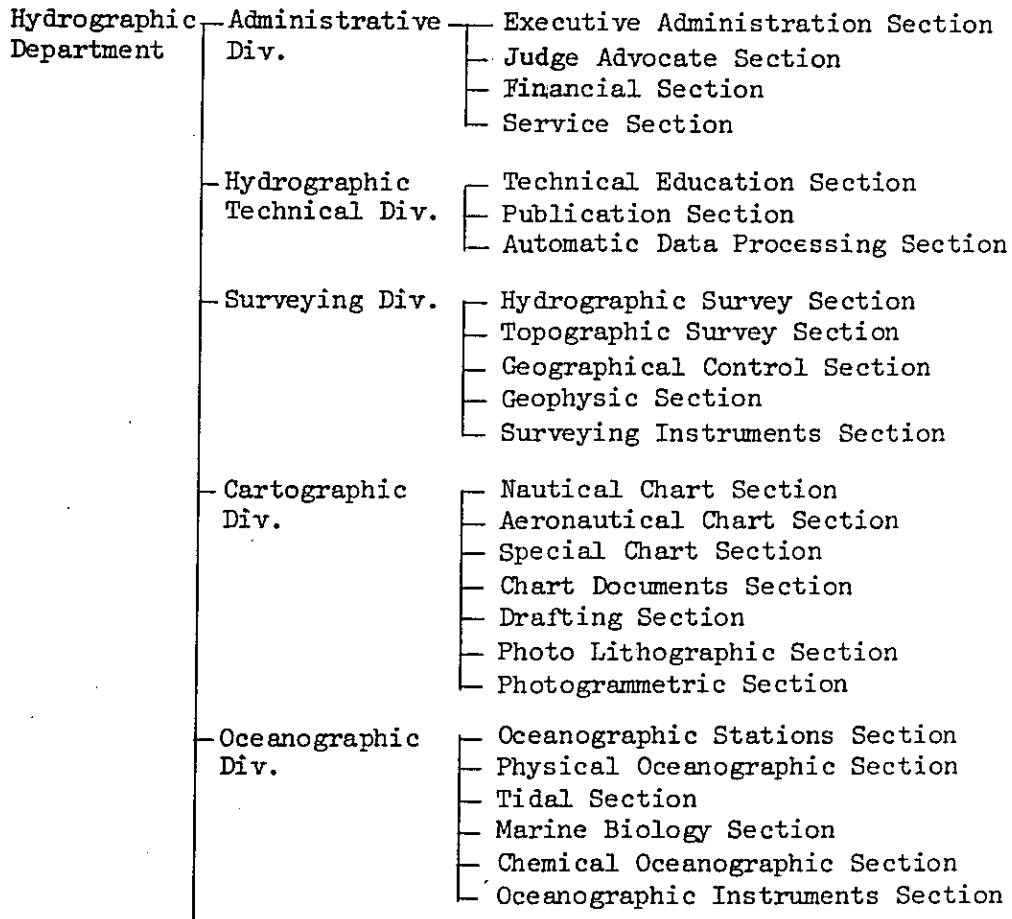 Hydrographic Administrative Executive Administration Section
Department Div. Judge Advocate Section
Financial Section
Service Section
Hydrographic Technical Education Section
Technical Div. Publication Section
Automatic Data Processing Section
Surveying Div. Hydrographic Survey Section
Topographic Survey Section
Geographical Control Section
Geophysic Section
Surveying Instruments Section
Cartographic Nautical Chart Section
Div. Aeronautical Chart Section
Special Chart Section
Chart Documents Section
Drafting Section
Photo Lithographic Section
Photogrammetric Section
Oceanographic Oceanographic Stations Section
Div. Physical Oceanographic Section
Tidal Section
Marine Biology Section
Chemical Oceanographic Section
Oceanographic Instruments Section